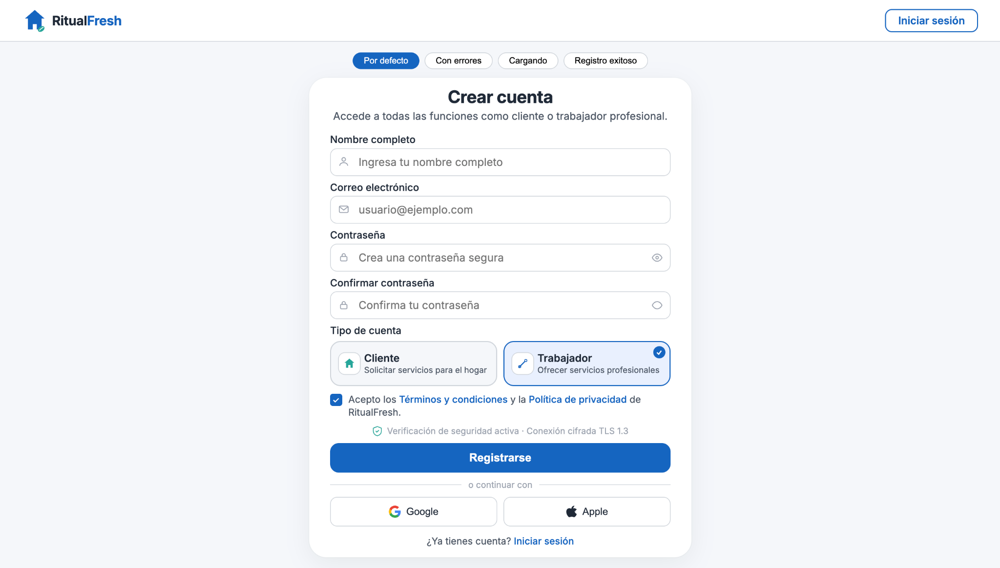 RitualFresh
Iniciar sesión
Por defecto
Con errores
Cargando
Registro exitoso
Crear cuenta
Accede a todas las funciones como cliente o trabajador profesional.
Nombre completo
Ingresa tu nombre completo
Correo electrónico
usuario@ejemplo.com
Contraseña
Crea una contraseña segura
Confirmar contraseña
Confirma tu contraseña
Tipo de cuenta
Cliente
Solicitar servicios para el hogar
Trabajador
Ofrecer servicios profesionales
Acepto los Términos y condiciones y la Política de privacidad de
RitualFresh.
Verificación de seguridad activa · Conexión cifrada TLS 1.3
Registrarse
o continuar con
Google
Apple
¿Ya tienes cuenta? Iniciar sesión